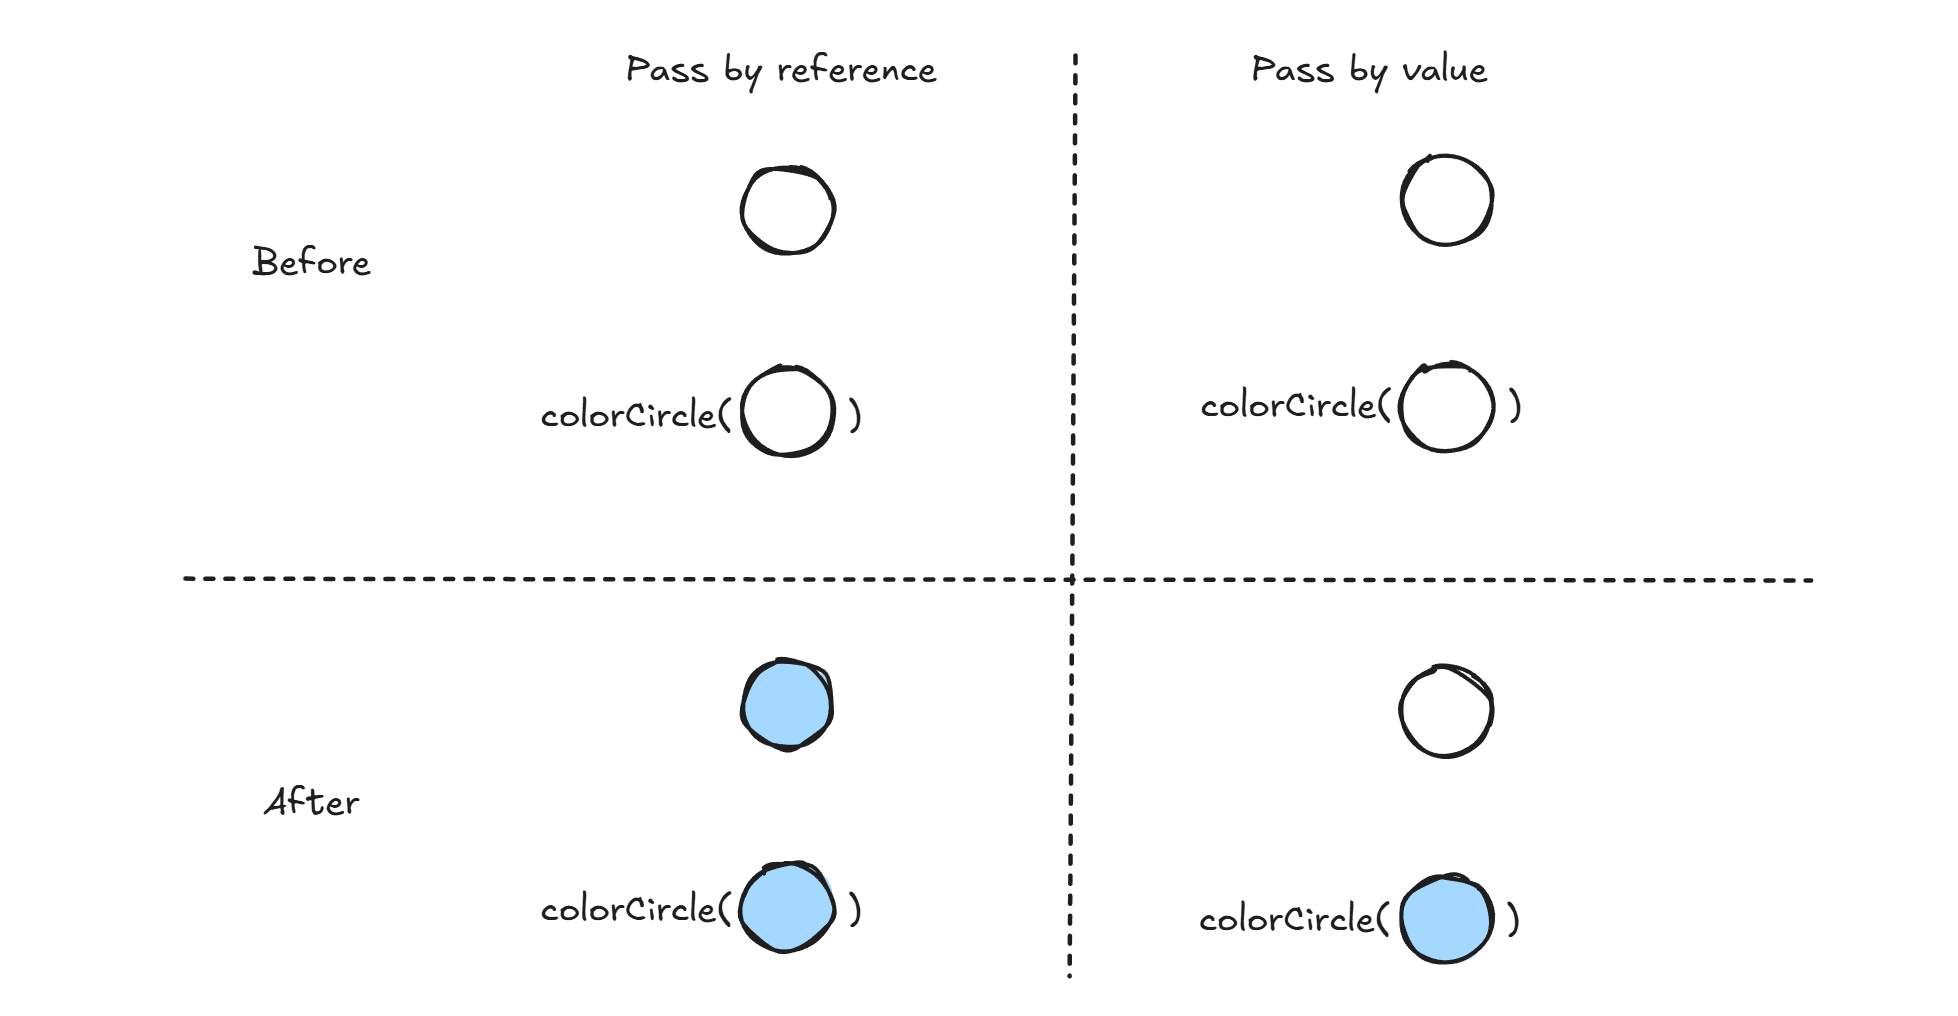 Pass by reference
Pass by value
Before
colorCircle( )
colorCircle( )
After
colorCircle( )
colorCircle( )